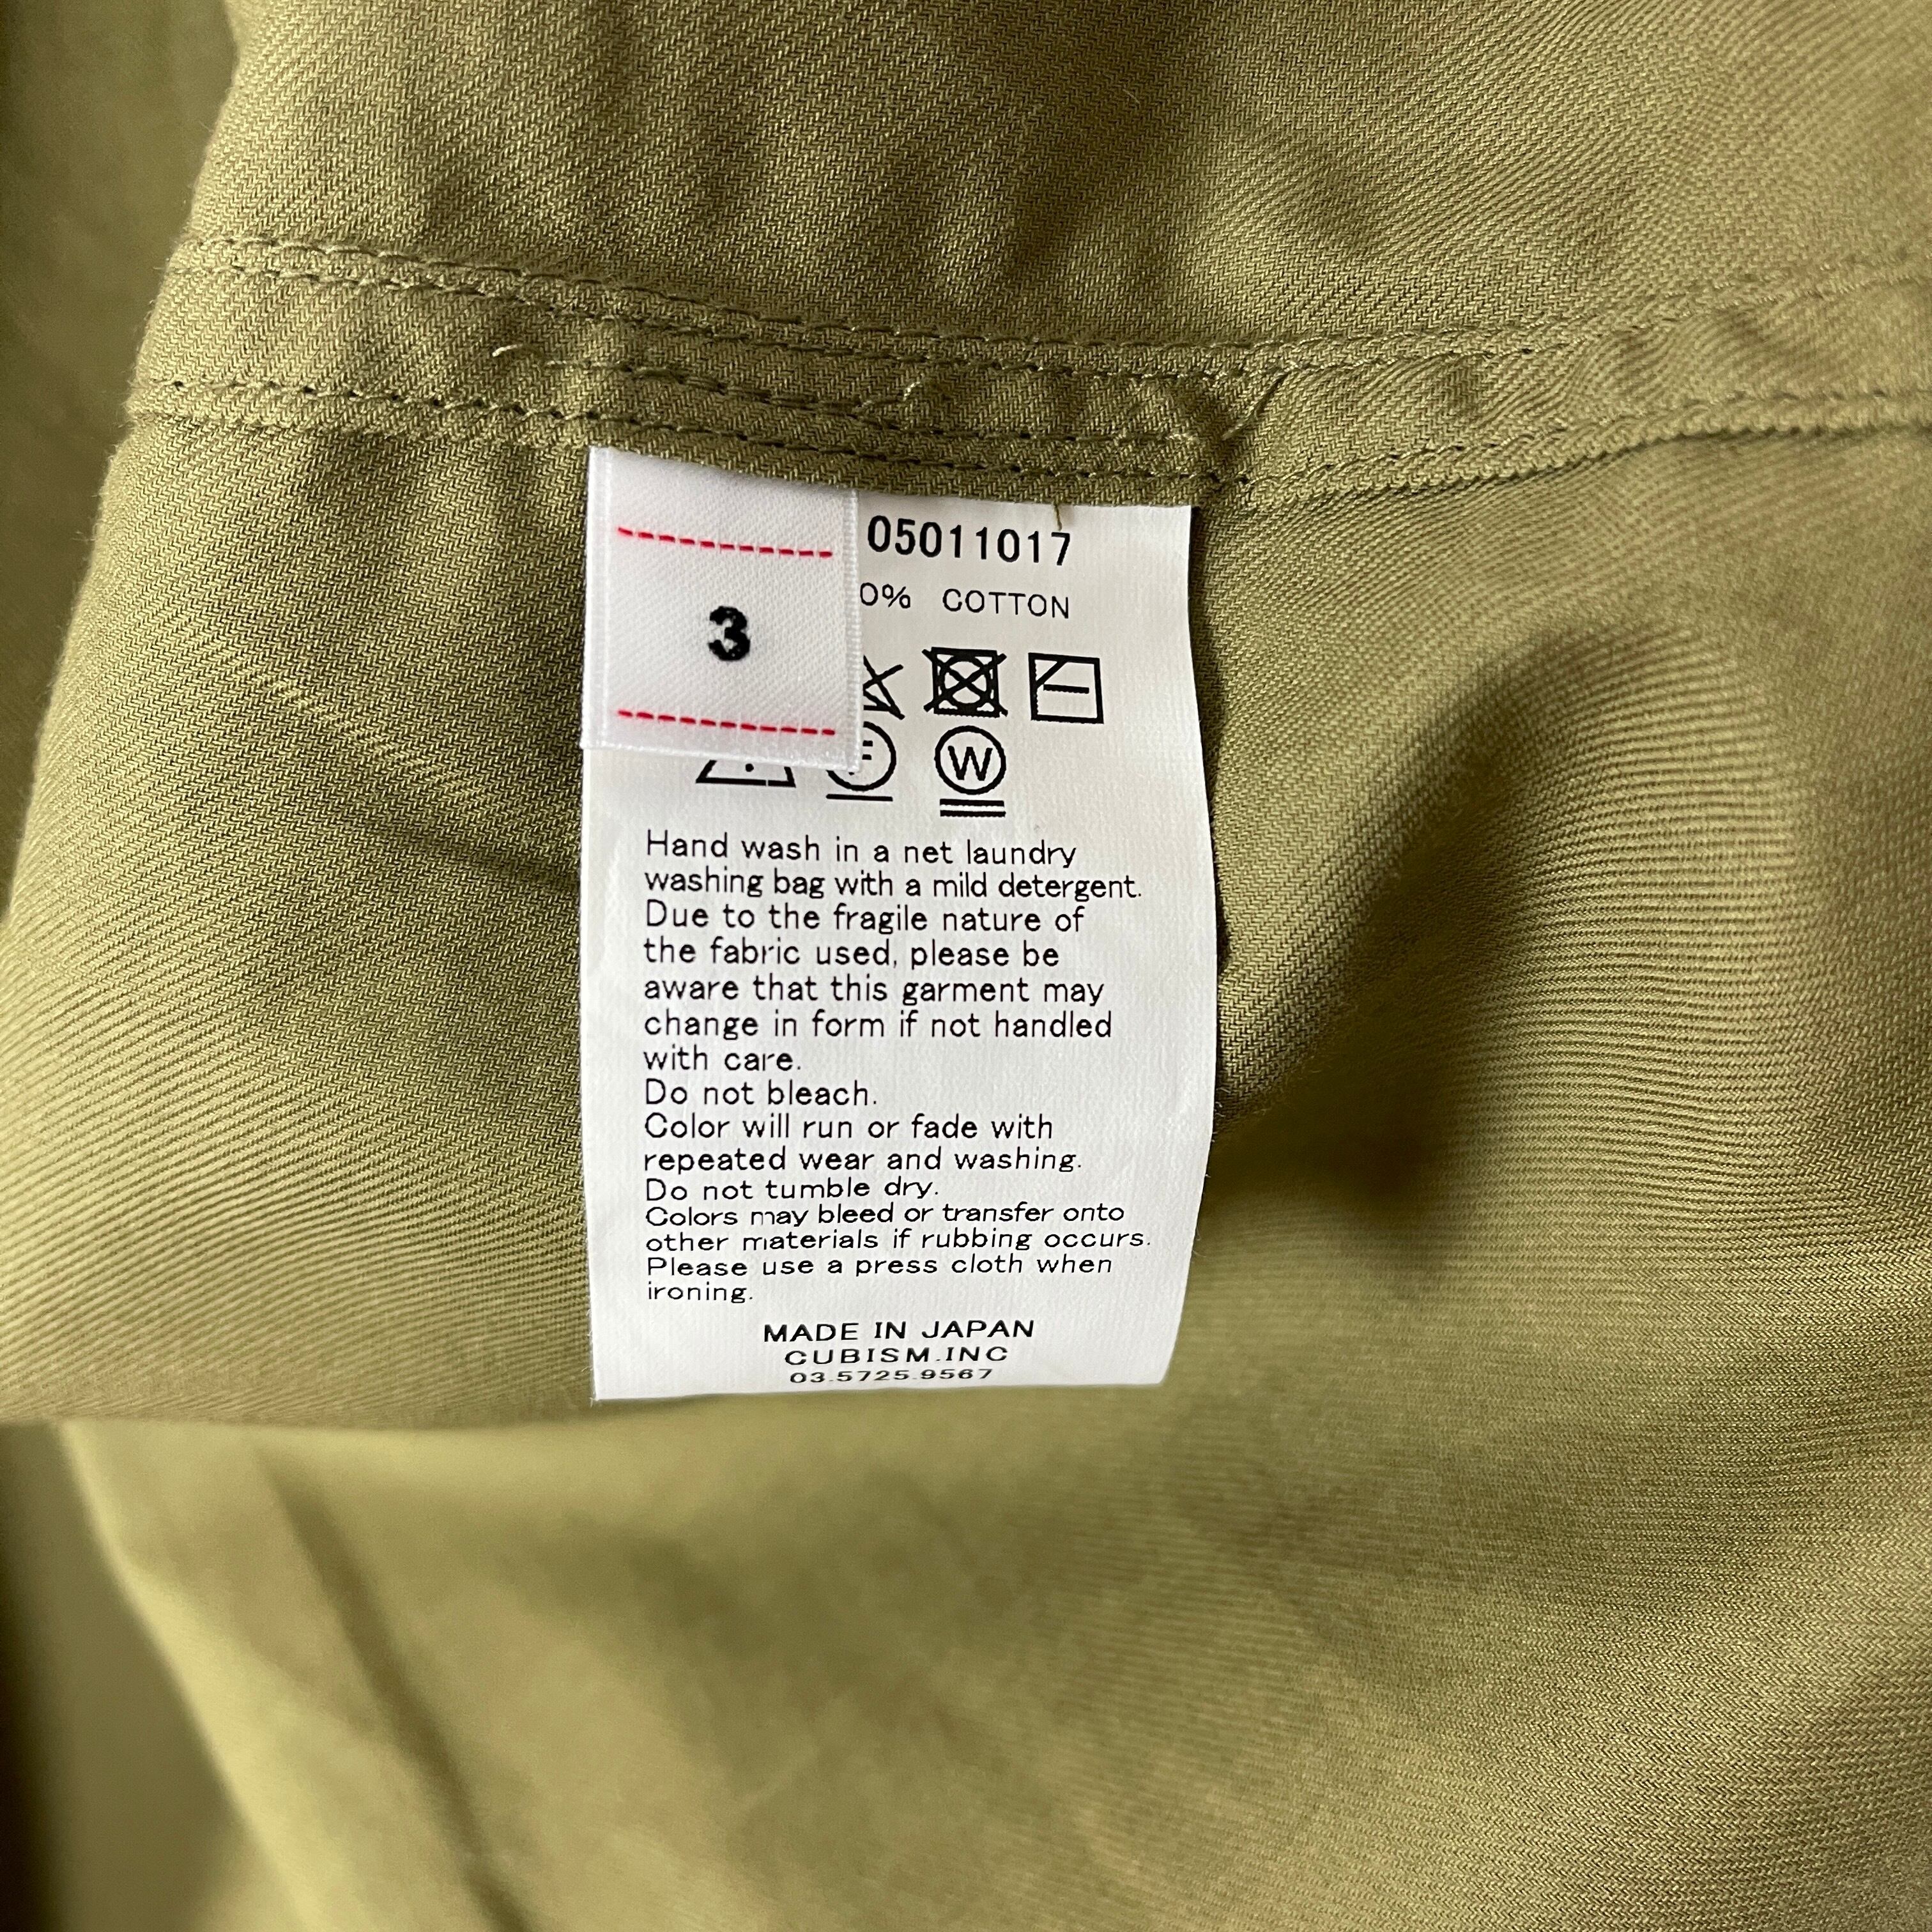 3
05011017
0% COTTON
F
W
Hand wash in a net laundry
washing bag with a mild detergent.
Due to the fragile nature of
the fabric used, please be
aware that this garment may
change in form if not handled
with care.
Do not bleach.
Color will run or fade with
repeated wear and washing.
Do not tumble dry.
Colors may bleed or transfer onto
other materials if rubbing occurs.
Please use a press cloth when
ironing.
MADE IN JAPAN
CUBISM.INC
03.5725.9567